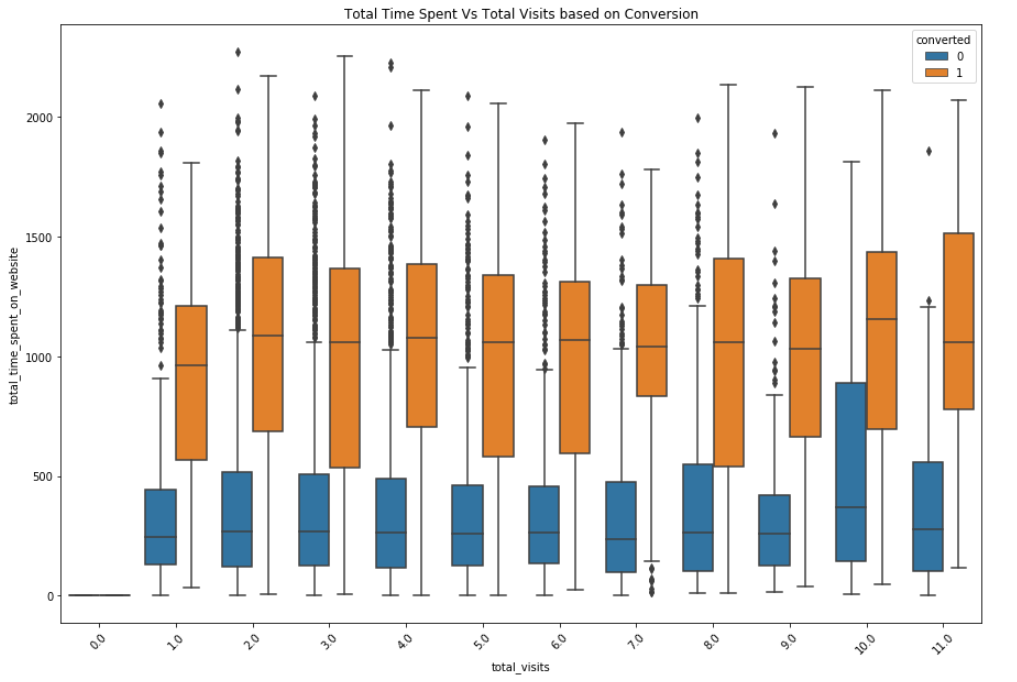 Total Time Spent Vs Total Visits based on Conversion
converted
0
1
total_time_spent_on_website
2000
1500
1000
500
0
0.0 1.0 2.0 3.0 4.0 5.0 6.0 7.0 8.0 9.0 10.0 11.0
total_visits